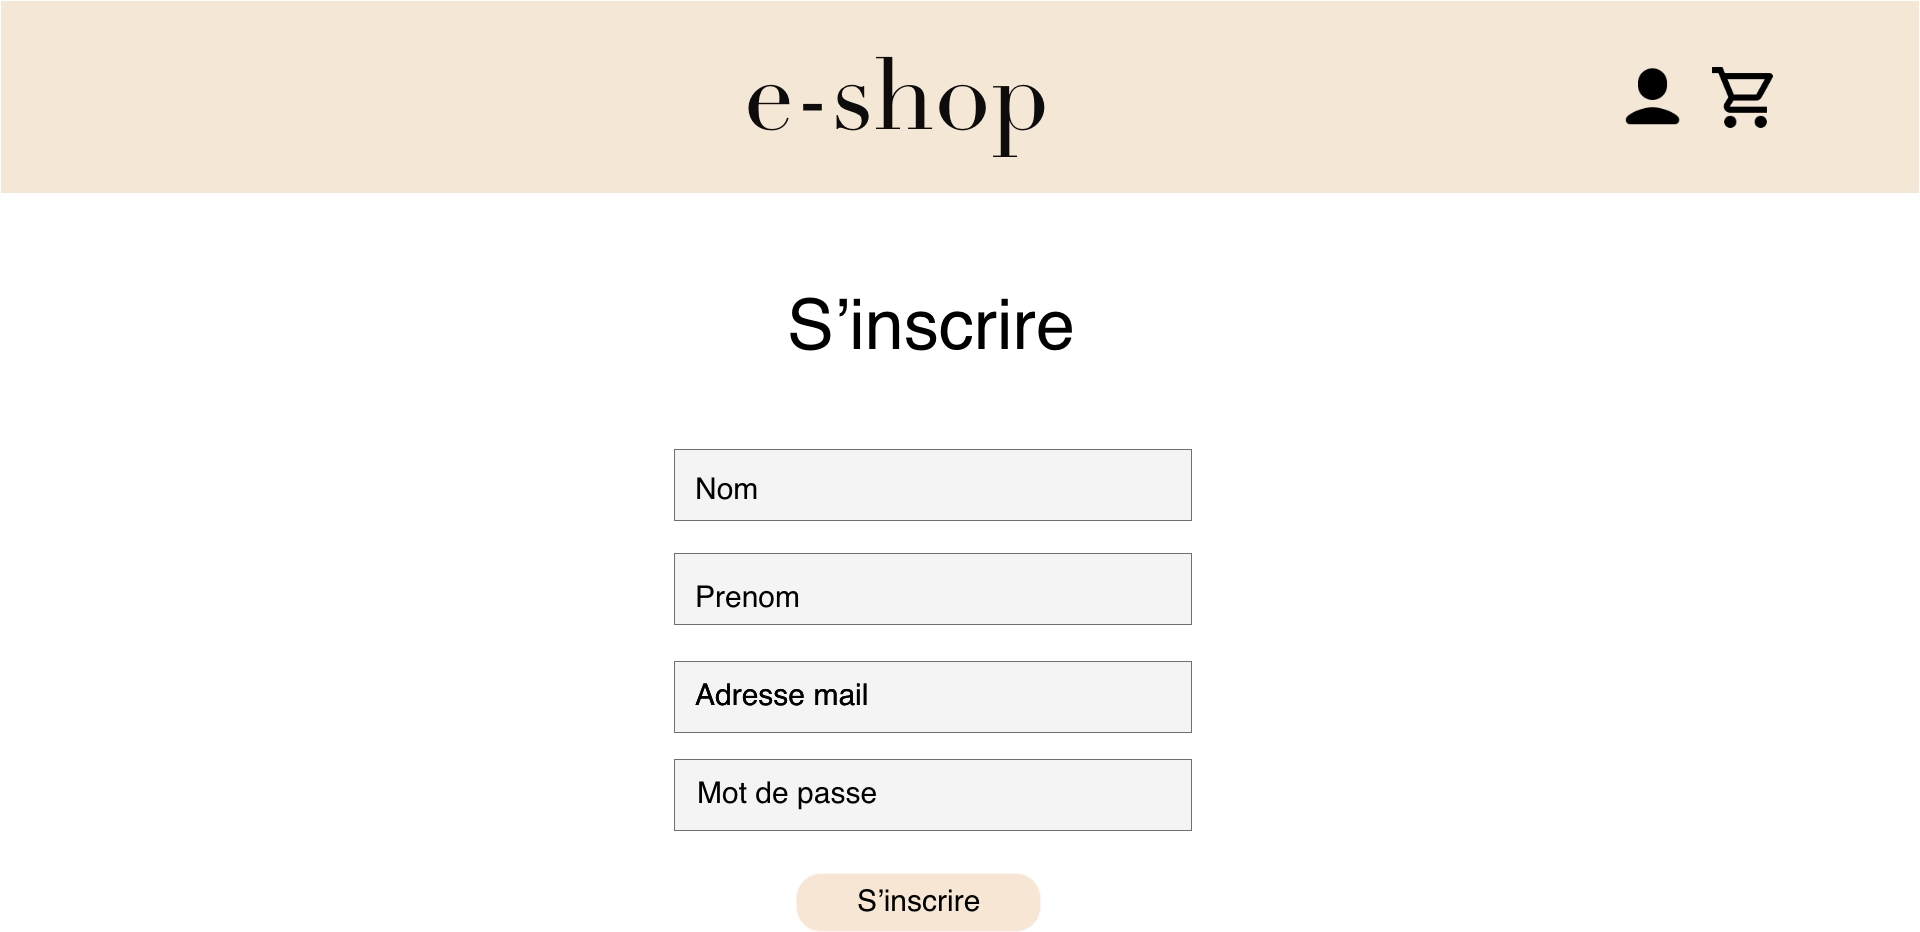 e-shop
S’inscrire
Nom
Prenom
Adresse mail
Mot de passe
S’inscrire